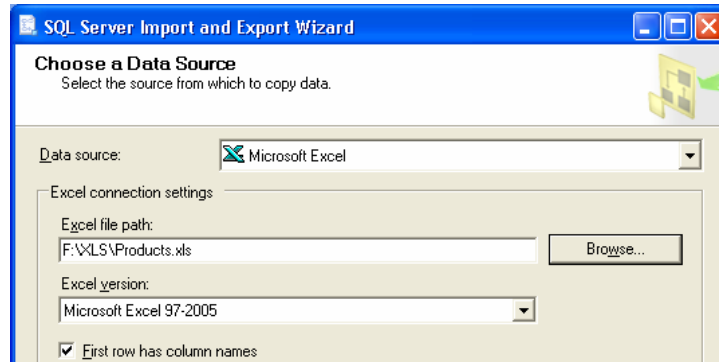 SQL Server Import and Export Wizard
Choose a Data Source
Select the source from which to copy data.
Data source: Microsoft Excel
Excel connection settings
Excel file path:
F:\XLS\Products.xls Browse...
Excel version:
Microsoft Excel 97-2005
First row has column names